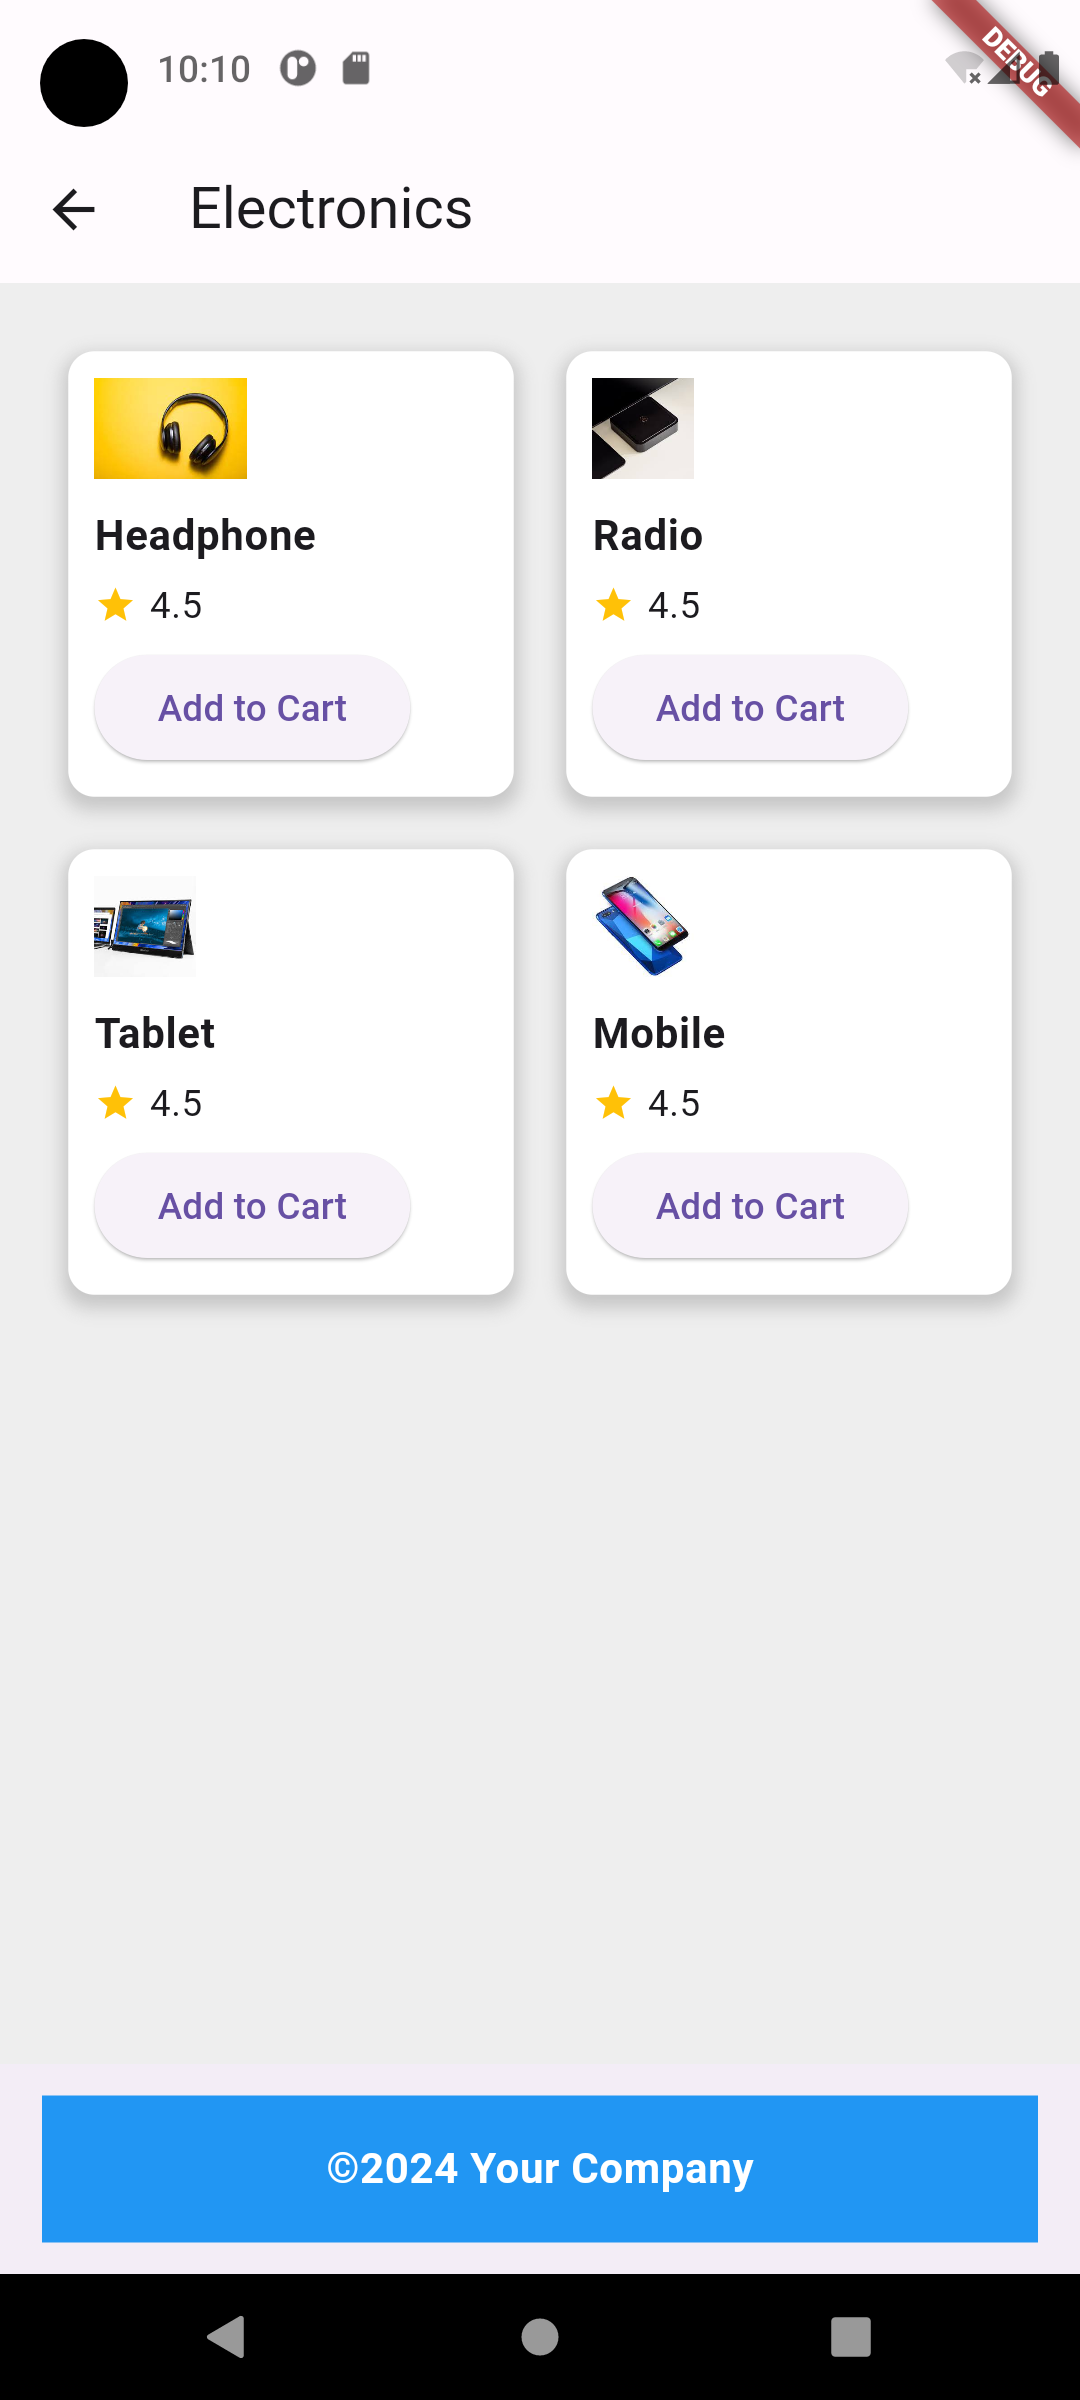 10:10
DEBUG
Electronics
Headphone
4.5
Add to Cart
Radio
4.5
Add to Cart
Tablet
4.5
Add to Cart
Mobile
4.5
Add to Cart
©2024 Your Company